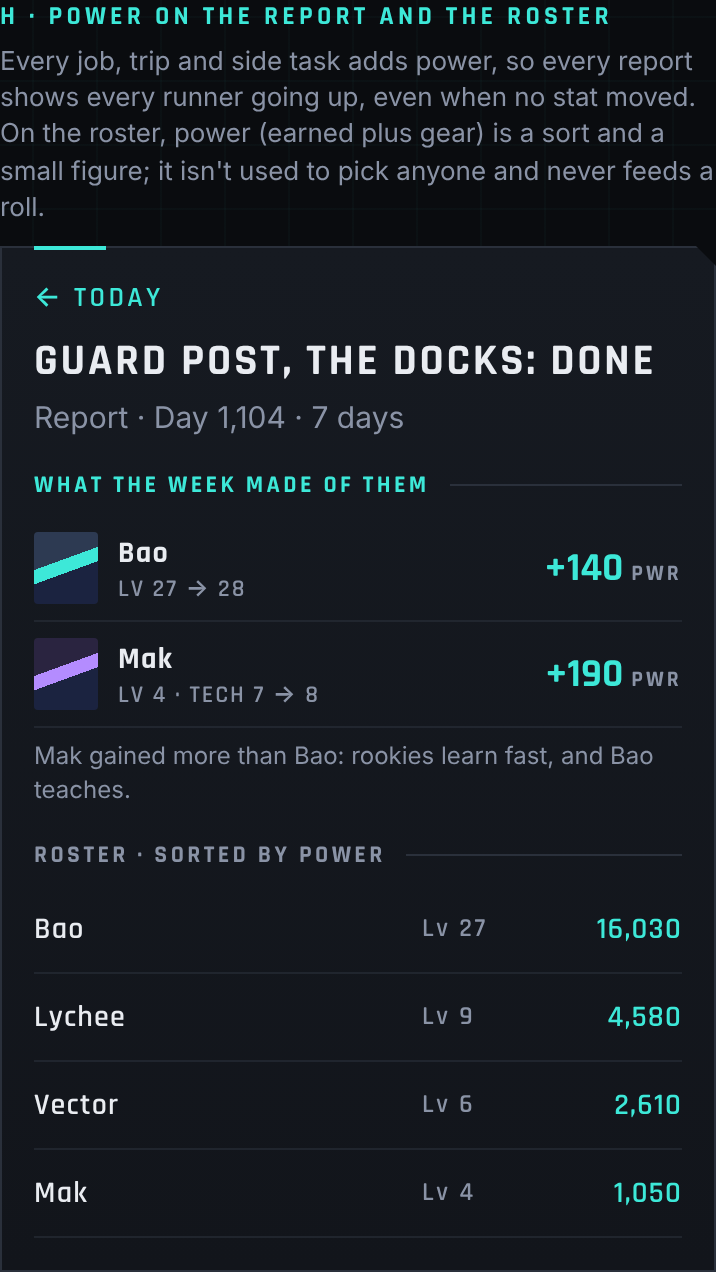 H · POWER ON THE REPORT AND THE ROSTER
Every job, trip and side task adds power, so every report
shows every runner going up, even when no stat moved.
On the roster, power (earned plus gear) is a sort and a
small figure; it isn't used to pick anyone and never feeds a
roll.
← TODAY
GUARD POST, THE DOCKS: DONE
Report · Day 1,104 · 7 days
WHAT THE WEEK MADE OF THEM
Bao
LV 27 → 28
+140 PWR
Mak
LV 4 · TECH 7 → 8
+190 PWR
Mak gained more than Bao: rookies learn fast, and Bao
teaches.
ROSTER · SORTED BY POWER
Bao Lv 27 16,030
Lychee Lv 9 4,580
Vector Lv 6 2,610
Mak Lv 4 1,050